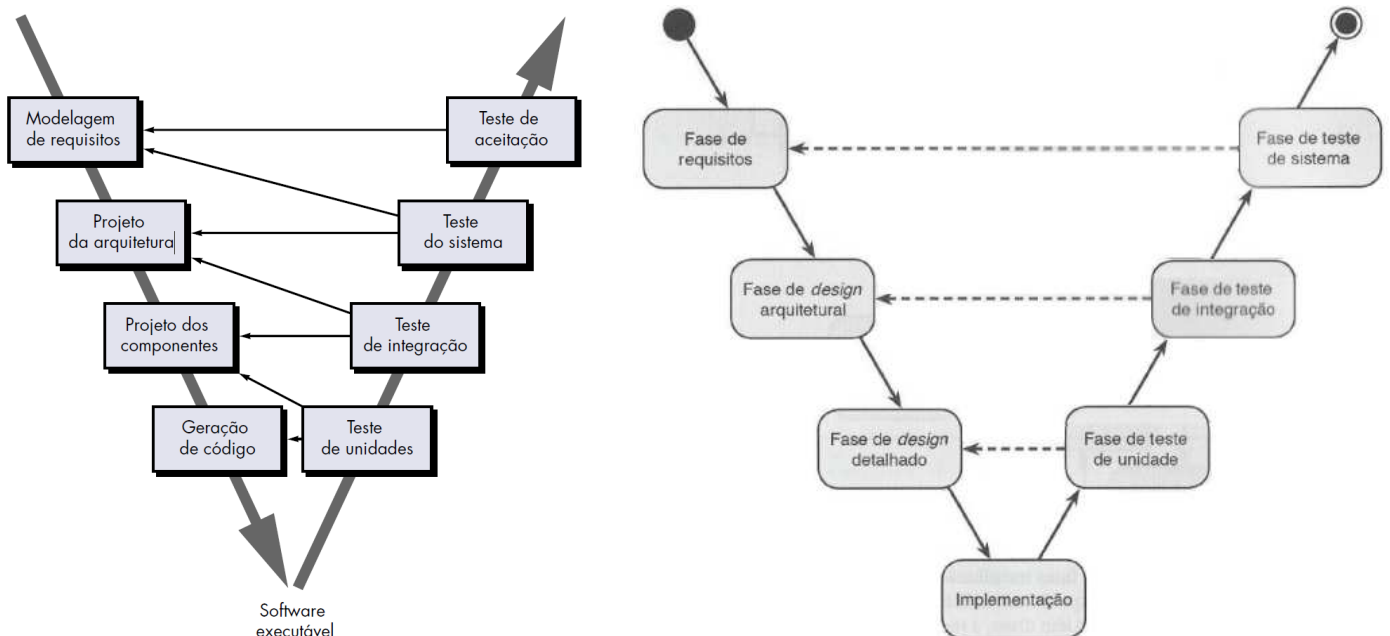 Modelagem
de requisitos
Teste de
aceitação
Projeto
da arquitetura
Teste
do sistema
Projeto dos
componentes
Teste
de integração
Geração
de código
Teste
de unidades
Software
executável
Fase de
requisitos
Fase de teste
de sistema
Fase de design
arquitetural
Fase de teste
de integração
Fase de design
detalhado
Fase de teste
de unidade
Implementação